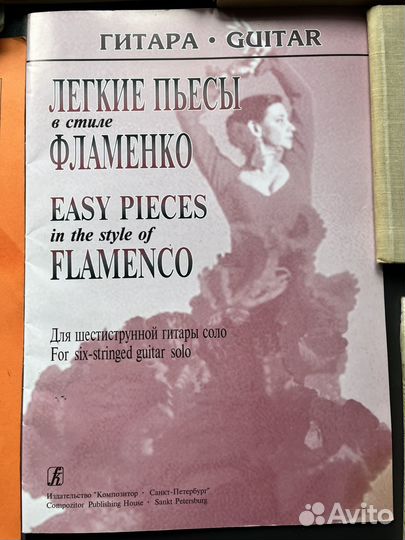 ГИТАРА • GUITAR
ЛЕГКИЕ ПЬЕСЫ
в стиле
ФЛАМЕНКО
EASY PIECES
in the style of
FLAMENCO
Для шестиструнной гитары соло
For six-stringed guitar solo
Издательство "Композитор • Санкт-Петербург"
Compozitor Publishing House • Sankt Petersburg
Avito